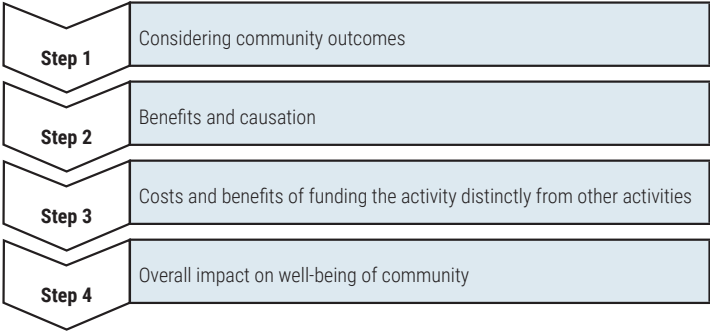 Step 1
Considering community outcomes
Step 2
Benefits and causation
Step 3
Costs and benefits of funding the activity distinctly from other activities
Step 4
Overall impact on well-being of community